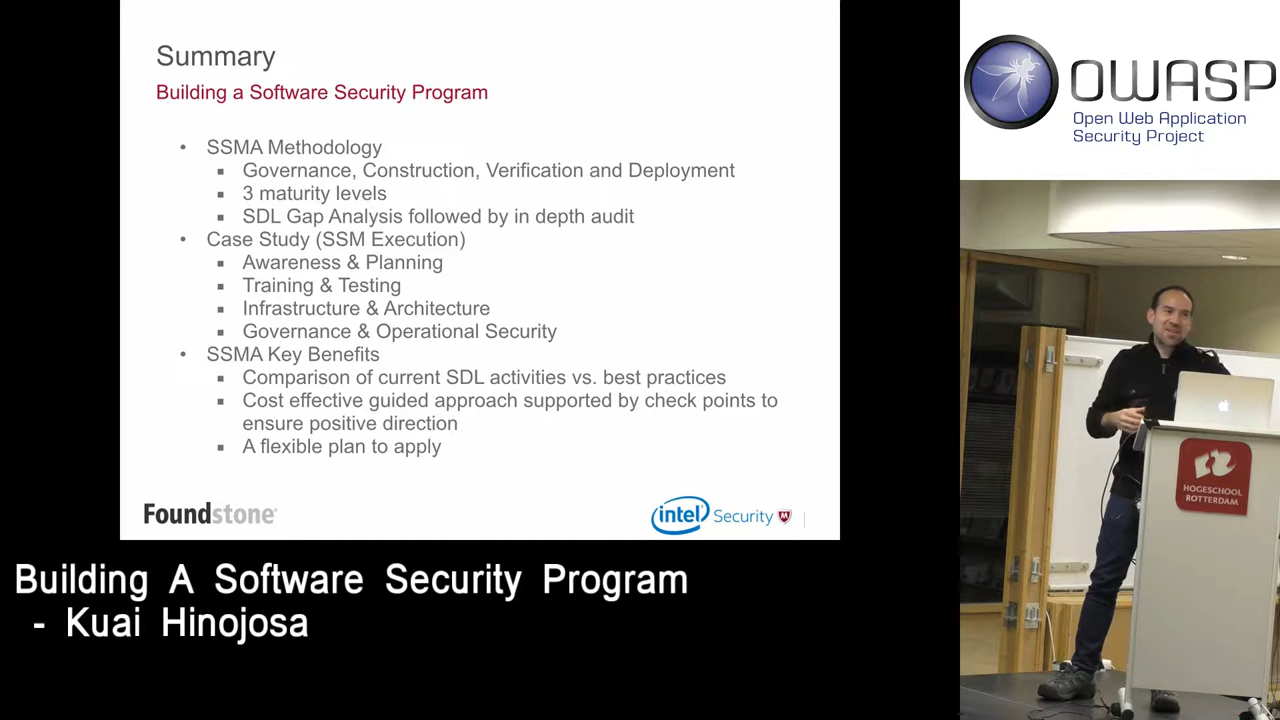 Summary
Building a Software Security Program
• SSMA Methodology
▪ Governance, Construction, Verification and Deployment
▪ 3 maturity levels
▪ SDL Gap Analysis followed by in depth audit
• Case Study (SSM Execution)
▪ Awareness & Planning
▪ Training & Testing
▪ Infrastructure & Architecture
▪ Governance & Operational Security
• SSMA Key Benefits
▪ Comparison of current SDL activities vs. best practices
▪ Cost effective guided approach supported by check points to
ensure positive direction
▪ A flexible plan to apply
Foundstone
intel Security
Building A Software Security Program
- Kuai Hinojosa
OWASP
Open Web Application
Security Project
HOGESCHOOL
ROTTERDAM